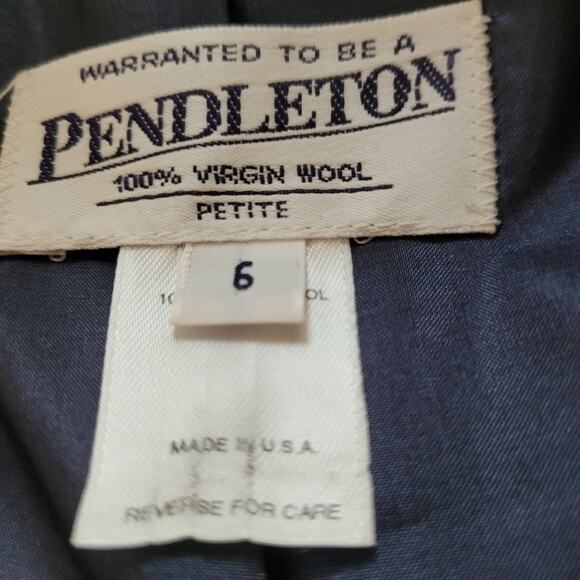 WARRANTED TO BE A
PENDLETON
100% VIRGIN WOOL
PETITE
6
MADE IN U.S.A.
REVERSE FOR CARE